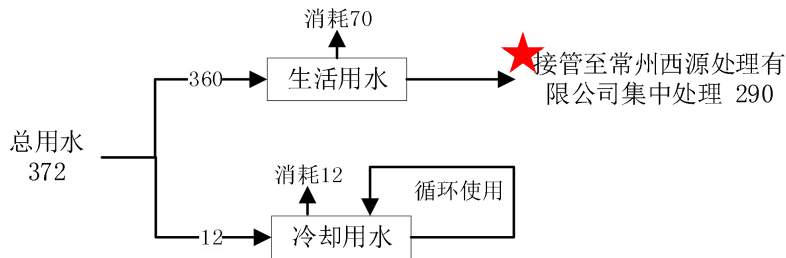 消耗70
360
生活用水
接管至常州西源处理有
限公司集中处理 290
总用水
372
消耗12
循环使用
12
冷却用水